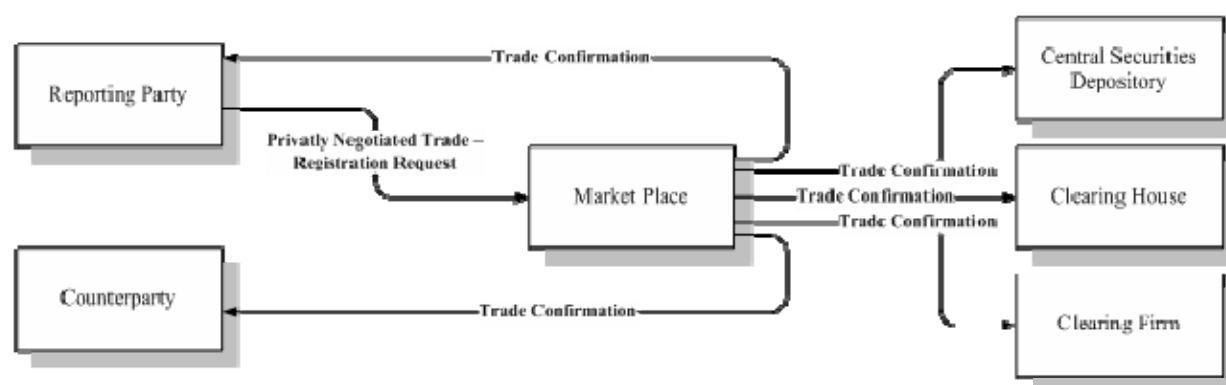 Trade Confirmation
Central Securities
Depository
Reporting Party
Privatly Negotiated Trade –
Registration Request
Trade Confirmation
Market Place
Trade Confirmation
Clearing House
Trade Confirmation
Counterparty
Trade Confirmation
Clearing Firm